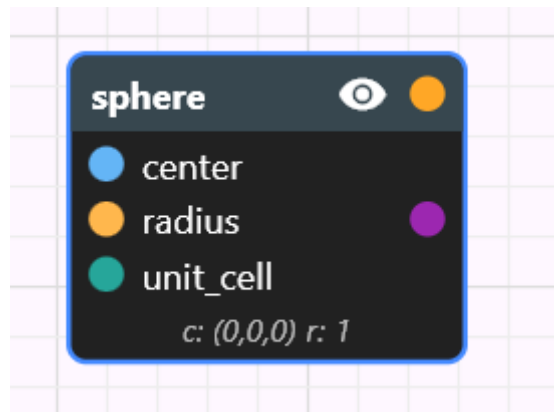 sphere
center
radius
unit_cell
c: (0,0,0) r: 1